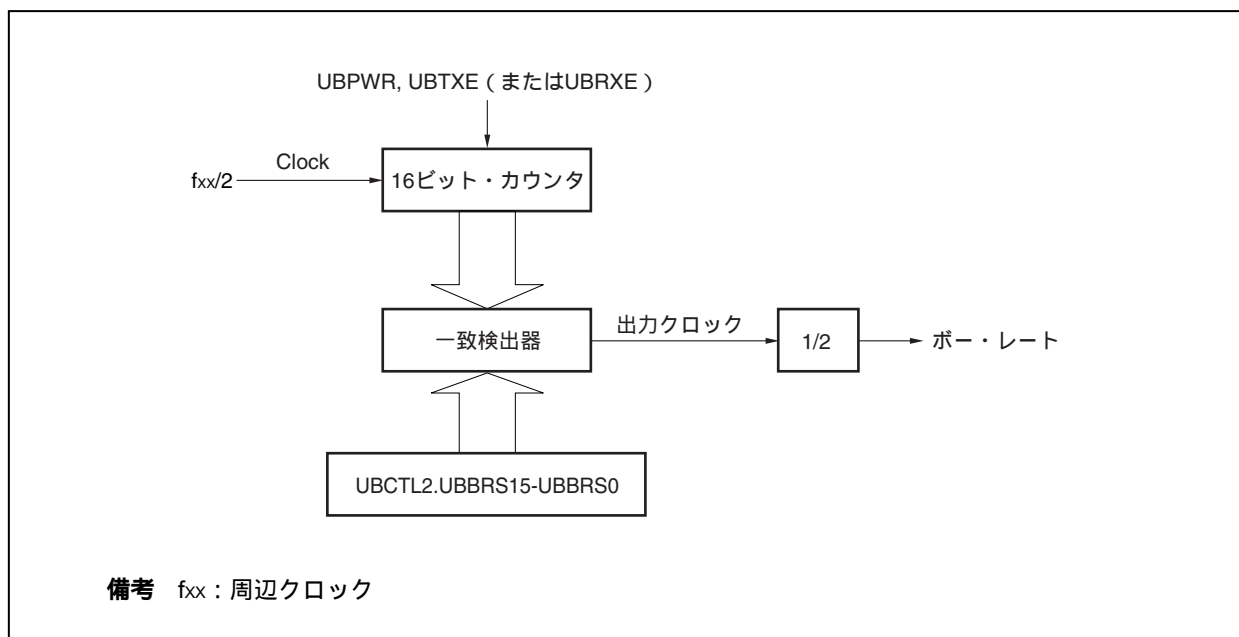 UBPWR, UBTXE(またはUBRXE)
Clock
fxx/2
16ビット・カウンタ
一致検出器
出力クロック
1/2
ボー・レート
UBCTL2.UBBRS15-UBBRS0
備考 fxx:周辺クロック